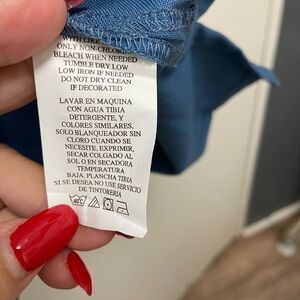 WITH LIKE
ONLY NON-CHLORINE
BLEACH WHEN NEEDED
TUMBLE DRY LOW
LOW IRON IF NEEDED
DO NOT DRY CLEAN
IF DECORATED
LAVAR EN MAQUINA
CON AGUA TIBIA
DETERGENTE, Y
COLORES SIMILARES,
SOLO BLANQUEADOR SIN
CLORO CUANDO SE
NECESITE, EXPRIMIR,
SECAR COLGADO AL
SOL O EN SECADORA
TEMPERATURA
BAJA, PLANCHA TIBIA
SI SE DESEA NO USE SERVICIO
DE TINTORERIA